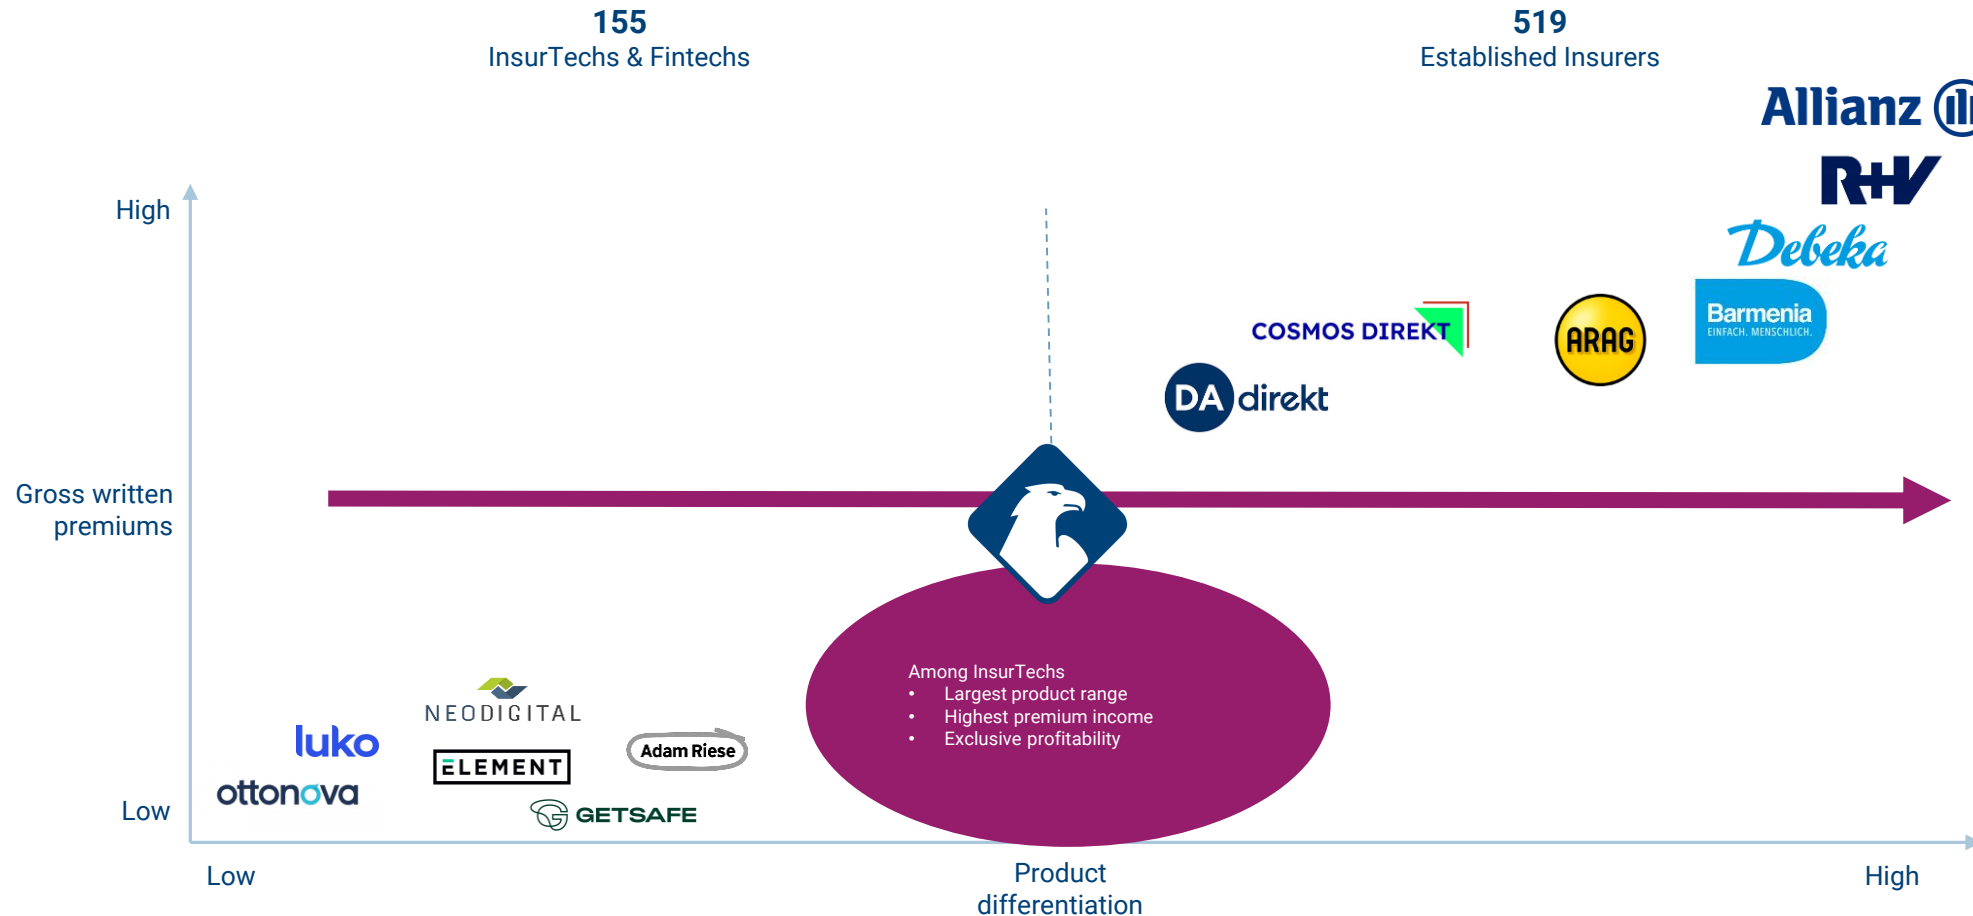 155
InsurTechs & Fintechs
519
Established Insurers
Allianz
R+V
High
Debeka
Barmenia
EINFACH. MENSCHLICH.
COSMOS DIREKT
ARAG
DA direkt
Gross written
premiums
Among InsurTechs
• Largest product range
• Highest premium income
• Exclusive profitability
NEODIGITAL
luko
Adam Riese
ELEMENT
ottonova
GETSAFE
Low
Low
Product
differentiation
High